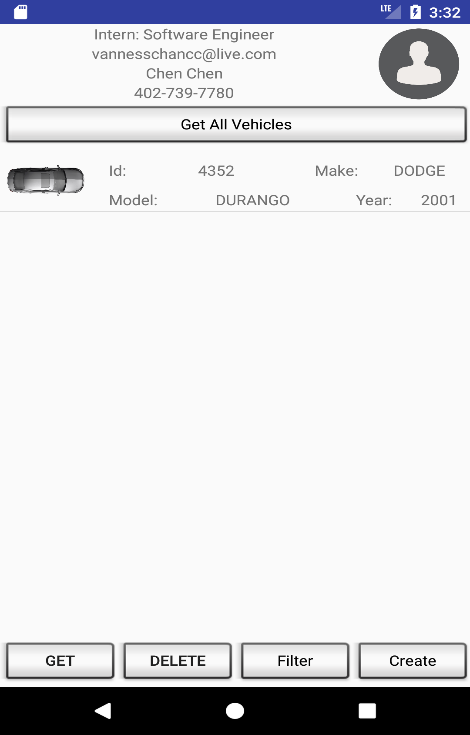 LTE 3:32
Intern: Software Engineer
vannesschancc@live.com
Chen Chen
402-739-7780
Get All Vehicles
Id: 4352 Make: DODGE
Model: DURANGO Year: 2001
GET DELETE Filter Create